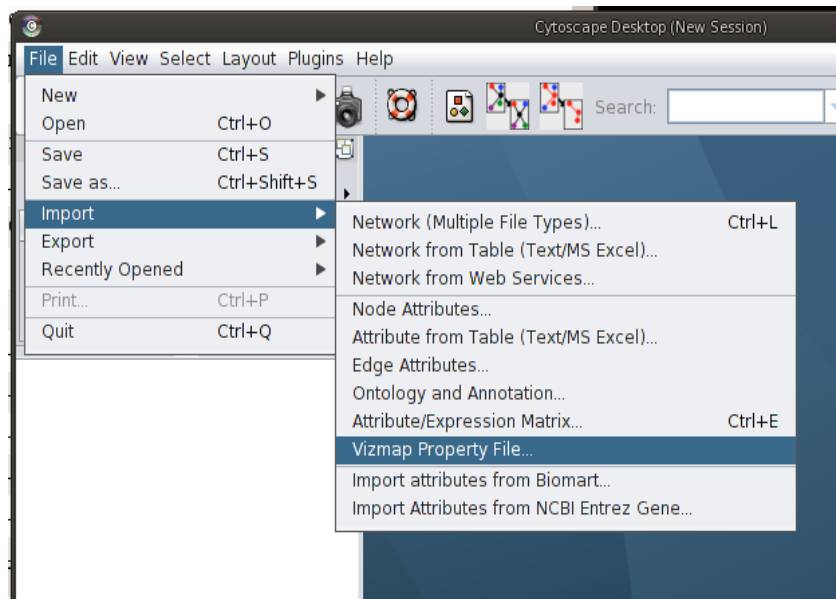 Cytoscape Desktop (New Session)
File Edit View Select Layout Plugins Help
Search:
New
Open Ctrl+O
Save Ctrl+S
Save as... Ctrl+Shift+S
Import
Export
Recently Opened
Print... Ctrl+P
Quit Ctrl+Q
Network (Multiple File Types)... Ctrl+L
Network from Table (Text/MS Excel)...
Network from Web Services...
Node Attributes...
Attribute from Table (Text/MS Excel)...
Edge Attributes...
Ontology and Annotation...
Attribute/Expression Matrix... Ctrl+E
Vizmap Property File...
Import attributes from Biomart...
Import Attributes from NCBI Entrez Gene...